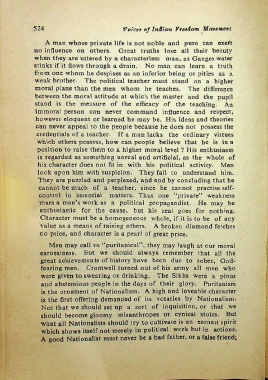 524 Voices of Indian Freedom Movement
A man whose private life is not noble and pure can exert
no influence on others. Great truths lose all their beauty
when they are uttered by a characterless man, as Ganges water
stinks if it flows through a drain. No man can learn a truth
from one whom he despises as an inferior being or pities as a
weak brother. The political teacher must stand on a higher
moral plane than the men whom he teaches. The difference
between the moral attitude at which the master and the pupil
stand is the measure of the efficacy of the teaching. An
immoral person can never command influence and respect,
however eloquent or learned he may be. His ideas and theories
can never appeal to the people because he does not possess the
credentials of a teacher. If a man lacks the ordinary virtues
which others possess, how can people believe that he is in a
position to raise them to a higher moral level? His enthusiasm
is regarded as something unreal and artificial, as the whole of
his character does not fit in with his political activity. Men
look upon him with suspicion. They fail to understand him.
They are puzzled and perplexed, and end by concluding that he
cannot be much of a teacher, since he cannot practise self-
control in essential matters. Thus one "private" weakness
mars a man's work as a political propagandist. He may be
enthusiastic for the cause, but his zeal goes for nothing.
Character must be a homogeneous whole, if it is to be of any
value as a means of raising others. A broken diamond fetches
no price, and character is a pearl of great price.
Men may call us "puritanical", they may laugh at our moral
earnestness. But we should always remember that all the
great achievements of history have been due to sober, God-
fearing men. Cromwell turned out of his army all men who
were given to swearing or drinking. The Sikhs were a pious
and abstemious people in the days of their glory. Puritanism
is the ornament of Nationalism. A high and loveable character
is the first offering demanded of its votaries by Nationalism.
Not that we should set up a sort of inquisition, or that we
should become gloomy misanthropes or cynical stoics. But
what all Nationalists should try to cultivate is an earnest spirit
which shows itself not merely in political work but in actions.
A good Nationalist must never be a bad father, or a false friend;